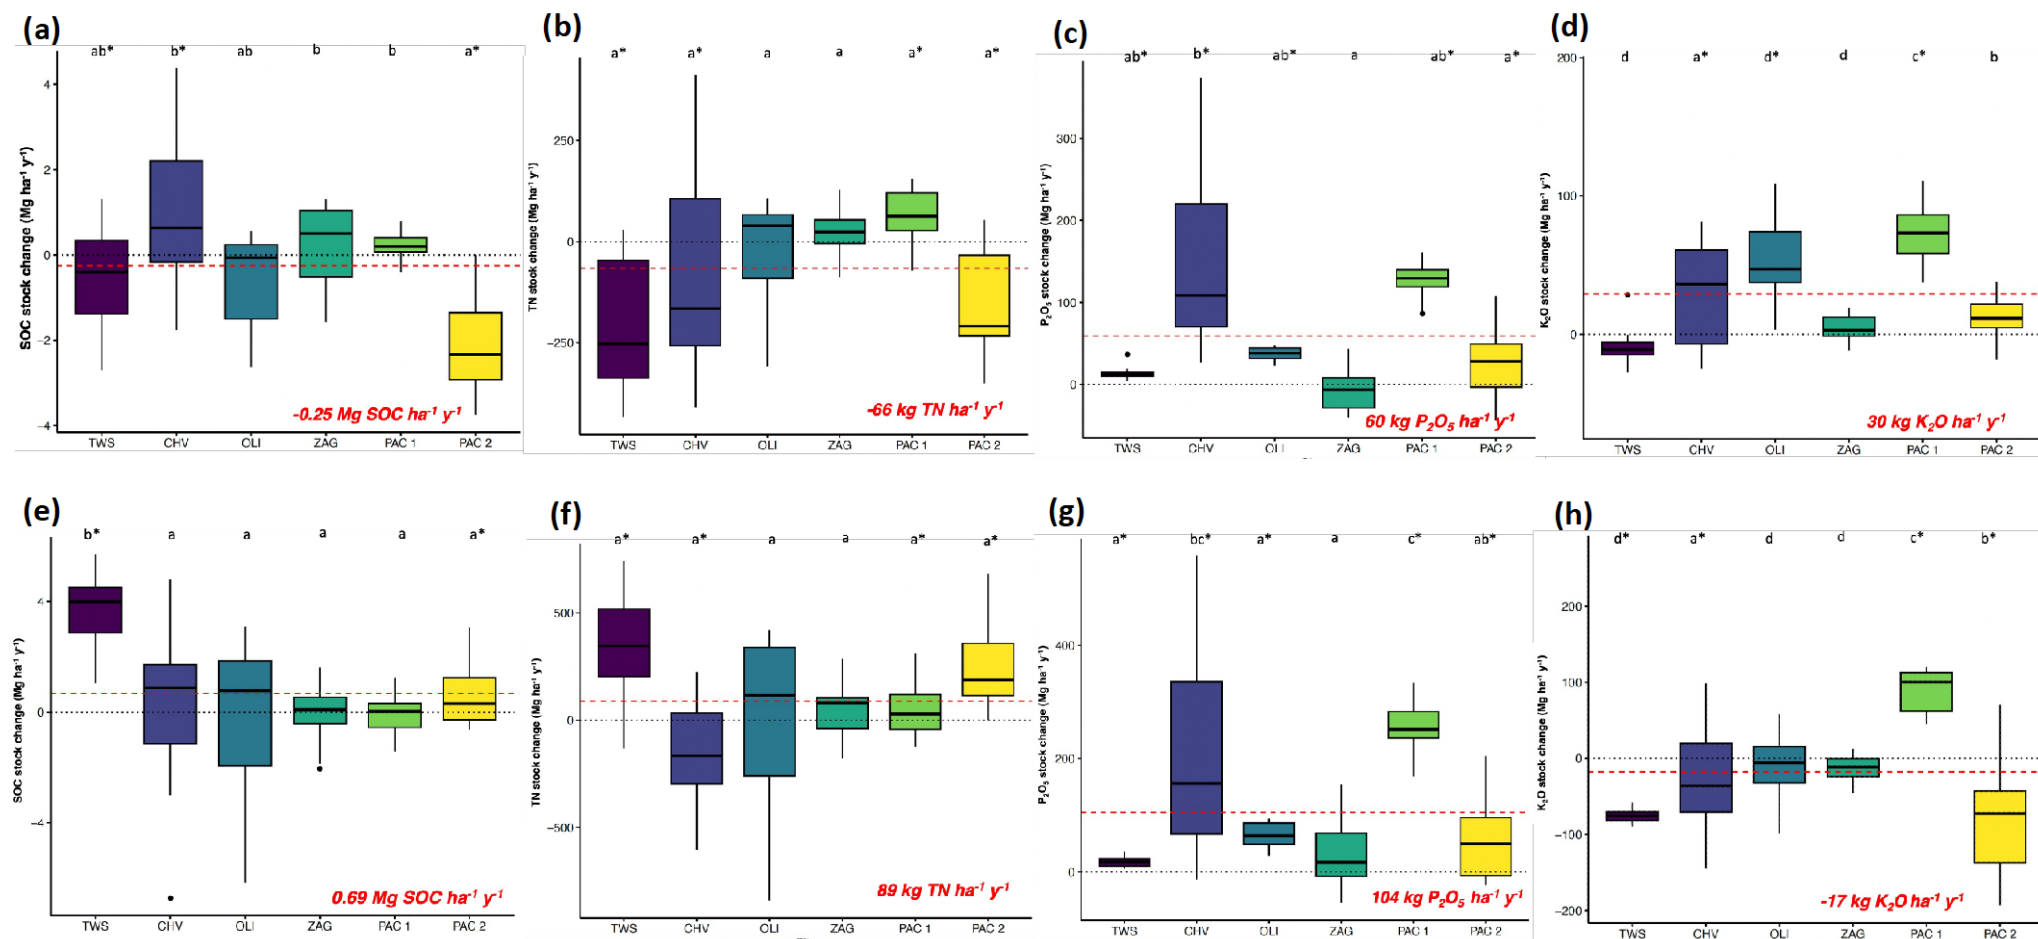 (a)
ab* b* ab b b a*
SOC stock change (Mg ha⁻¹ y⁻¹)
4
2
0
−2
−4
-0.25 Mg SOC ha⁻¹ y⁻¹
TWS CHV OLI ZAG PAC 1 PAC 2
(b)
a* a* a a a* a*
TN stock change (Mg ha⁻¹ y⁻¹)
250
0
−250
-66 kg TN ha⁻¹ y⁻¹
TWS CHV OLI ZAG PAC 1 PAC 2
(c)
ab* b* ab* a ab* a*
P₂O₅ stock change (Mg ha⁻¹ y⁻¹)
300
200
100
0
60 kg P₂O₅ ha⁻¹ y⁻¹
TWS CHV OLI ZAG PAC 1 PAC 2
(d)
d a* d* d c* b
K₂O stock change (Mg ha⁻¹ y⁻¹)
200
100
0
30 kg K₂O ha⁻¹ y⁻¹
TWS CHV OLI ZAG PAC 1 PAC 2
(e)
b* a a a a a*
SOC stock change (Mg ha⁻¹ y⁻¹)
4
0
−4
0.69 Mg SOC ha⁻¹ y⁻¹
TWS CHV OLI ZAG PAC 1 PAC 2
(f)
a* a* a a a* a*
TN stock change (Mg ha⁻¹ y⁻¹)
500
0
−500
89 kg TN ha⁻¹ y⁻¹
TWS CHV OLI ZAG PAC 1 PAC 2
(g)
a* bc* a* a c* ab*
P₂O₅ stock change (Mg ha⁻¹ y⁻¹)
400
200
0
104 kg P₂O₅ ha⁻¹ y⁻¹
TWS CHV OLI ZAG PAC 1 PAC 2
(h)
d* a* d d c* b*
K₂O stock change (Mg ha⁻¹ y⁻¹)
200
100
0
−100
−200
-17 kg K₂O ha⁻¹ y⁻¹
TWS CHV OLI ZAG PAC 1 PAC 2